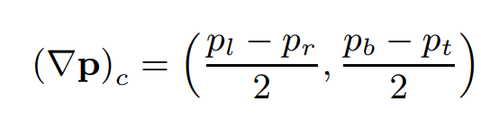 (∇𝐩)_c = ( (p_l − p_r)/2 , (p_b − p_t)/2 )